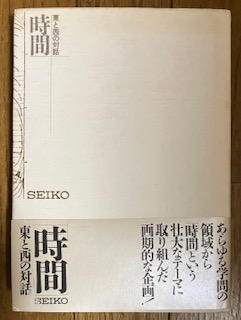 時間
東と西の対話
SEIKO
あらゆる学問の
領域から
「時間」という
壮大なテーマに
取り組んだ
画期的な企画!
時間
東と西の対話
SEIKO